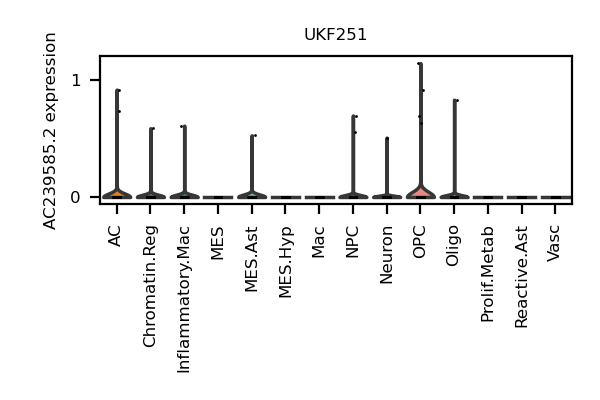 UKF251
AC239585.2 expression
1
0
AC
Chromatin.Reg
Inflammatory.Mac
MES
MES.Ast
MES.Hyp
Mac
NPC
Neuron
OPC
Oligo
Prolif.Metab
Reactive.Ast
Vasc